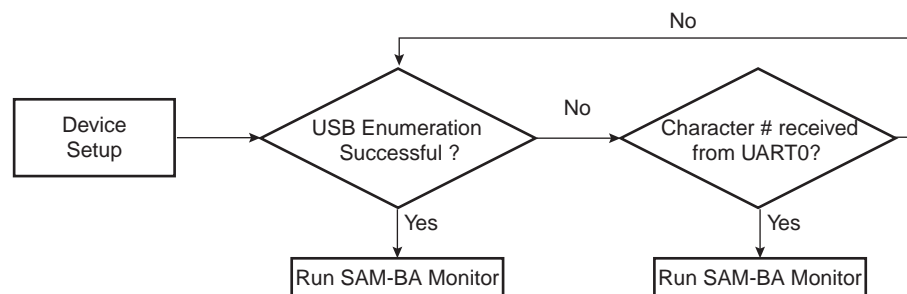 No
Device
Setup
USB Enumeration
Successful ?
No
Character # received
from UART0?
Yes
Yes
Run SAM-BA Monitor
Run SAM-BA Monitor